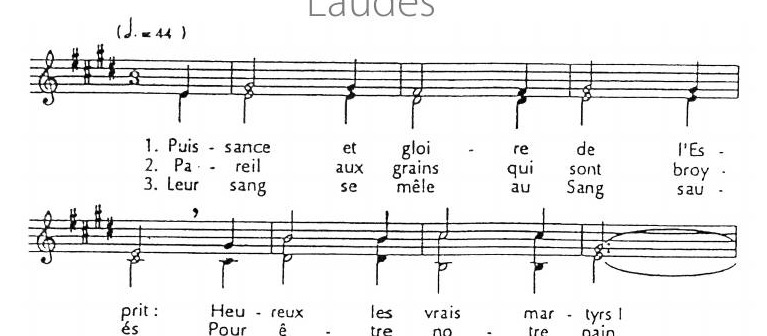 Laudes
(𝅗𝅥. = 44 )
1. Puis - sance et gloi - re de l'Es -
2. Pa - reil aux grains qui sont broy -
3. Leur sang se mêle au Sang sau -
prit : Heu - reux les vrais mar - tyrs !
és Pour ê - tre no - tre pain